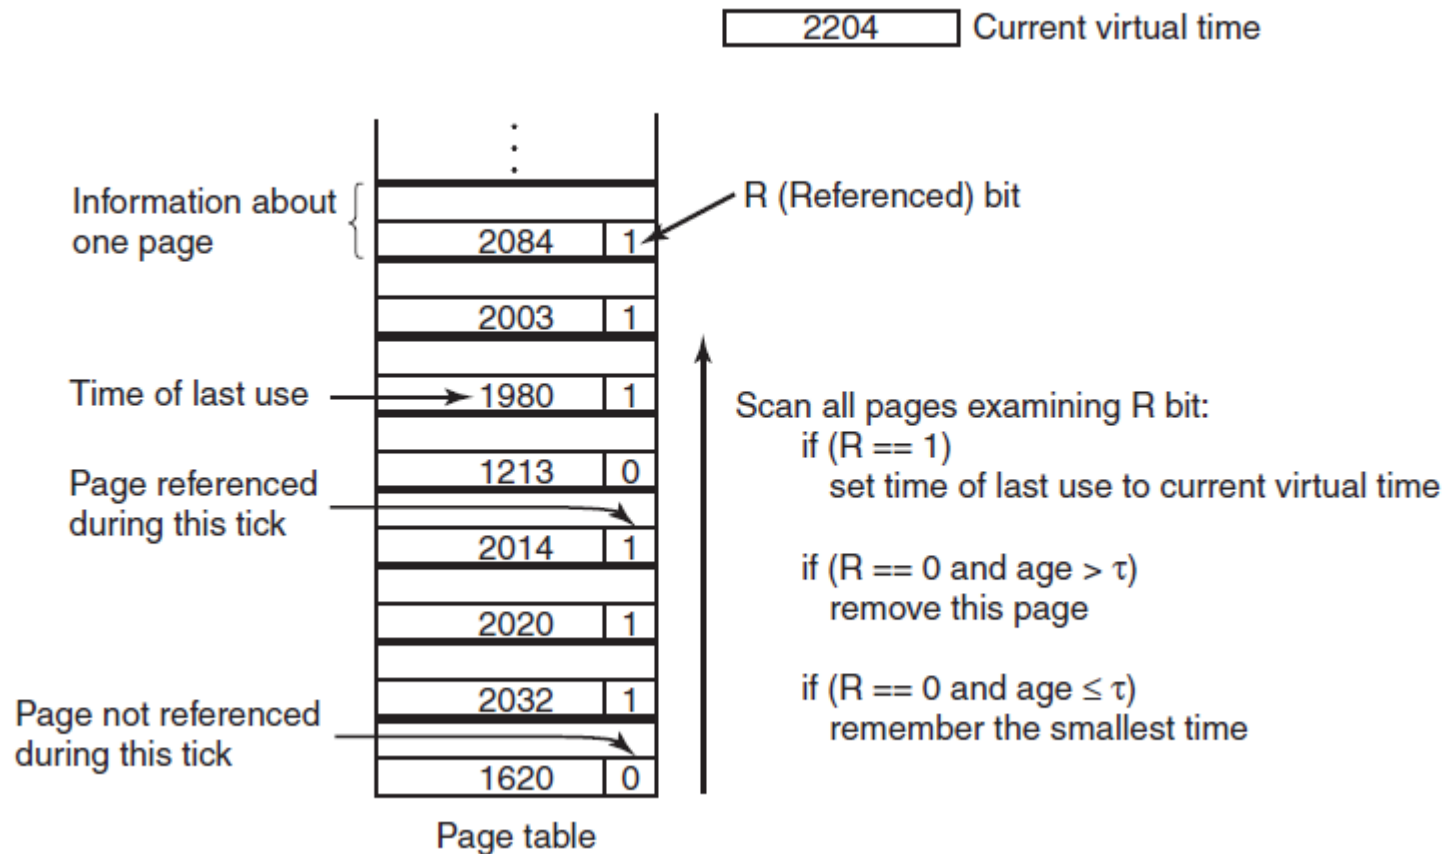 2204 Current virtual time
Information about
one page
R (Referenced) bit
2084 1
2003 1
Time of last use
1980 1
Scan all pages examining R bit:
if (R == 1)
set time of last use to current virtual time
if (R == 0 and age > τ)
remove this page
if (R == 0 and age ≤ τ)
remember the smallest time
1213 0
Page referenced
during this tick
2014 1
2020 1
2032 1
Page not referenced
during this tick
1620 0
Page table